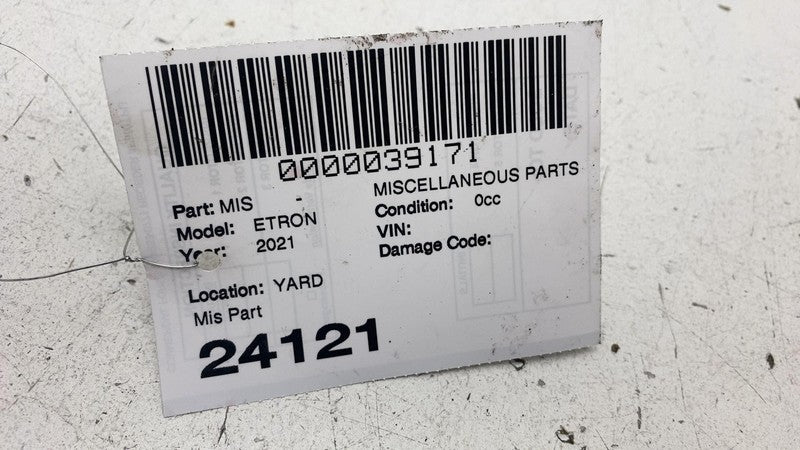 0000039171
MISCELLANEOUS PARTS
Part: MIS -
Condition: 0cc
Model: ETRON
VIN:
Year: 2021
Damage Code:
Location: YARD
Mis Part
24121